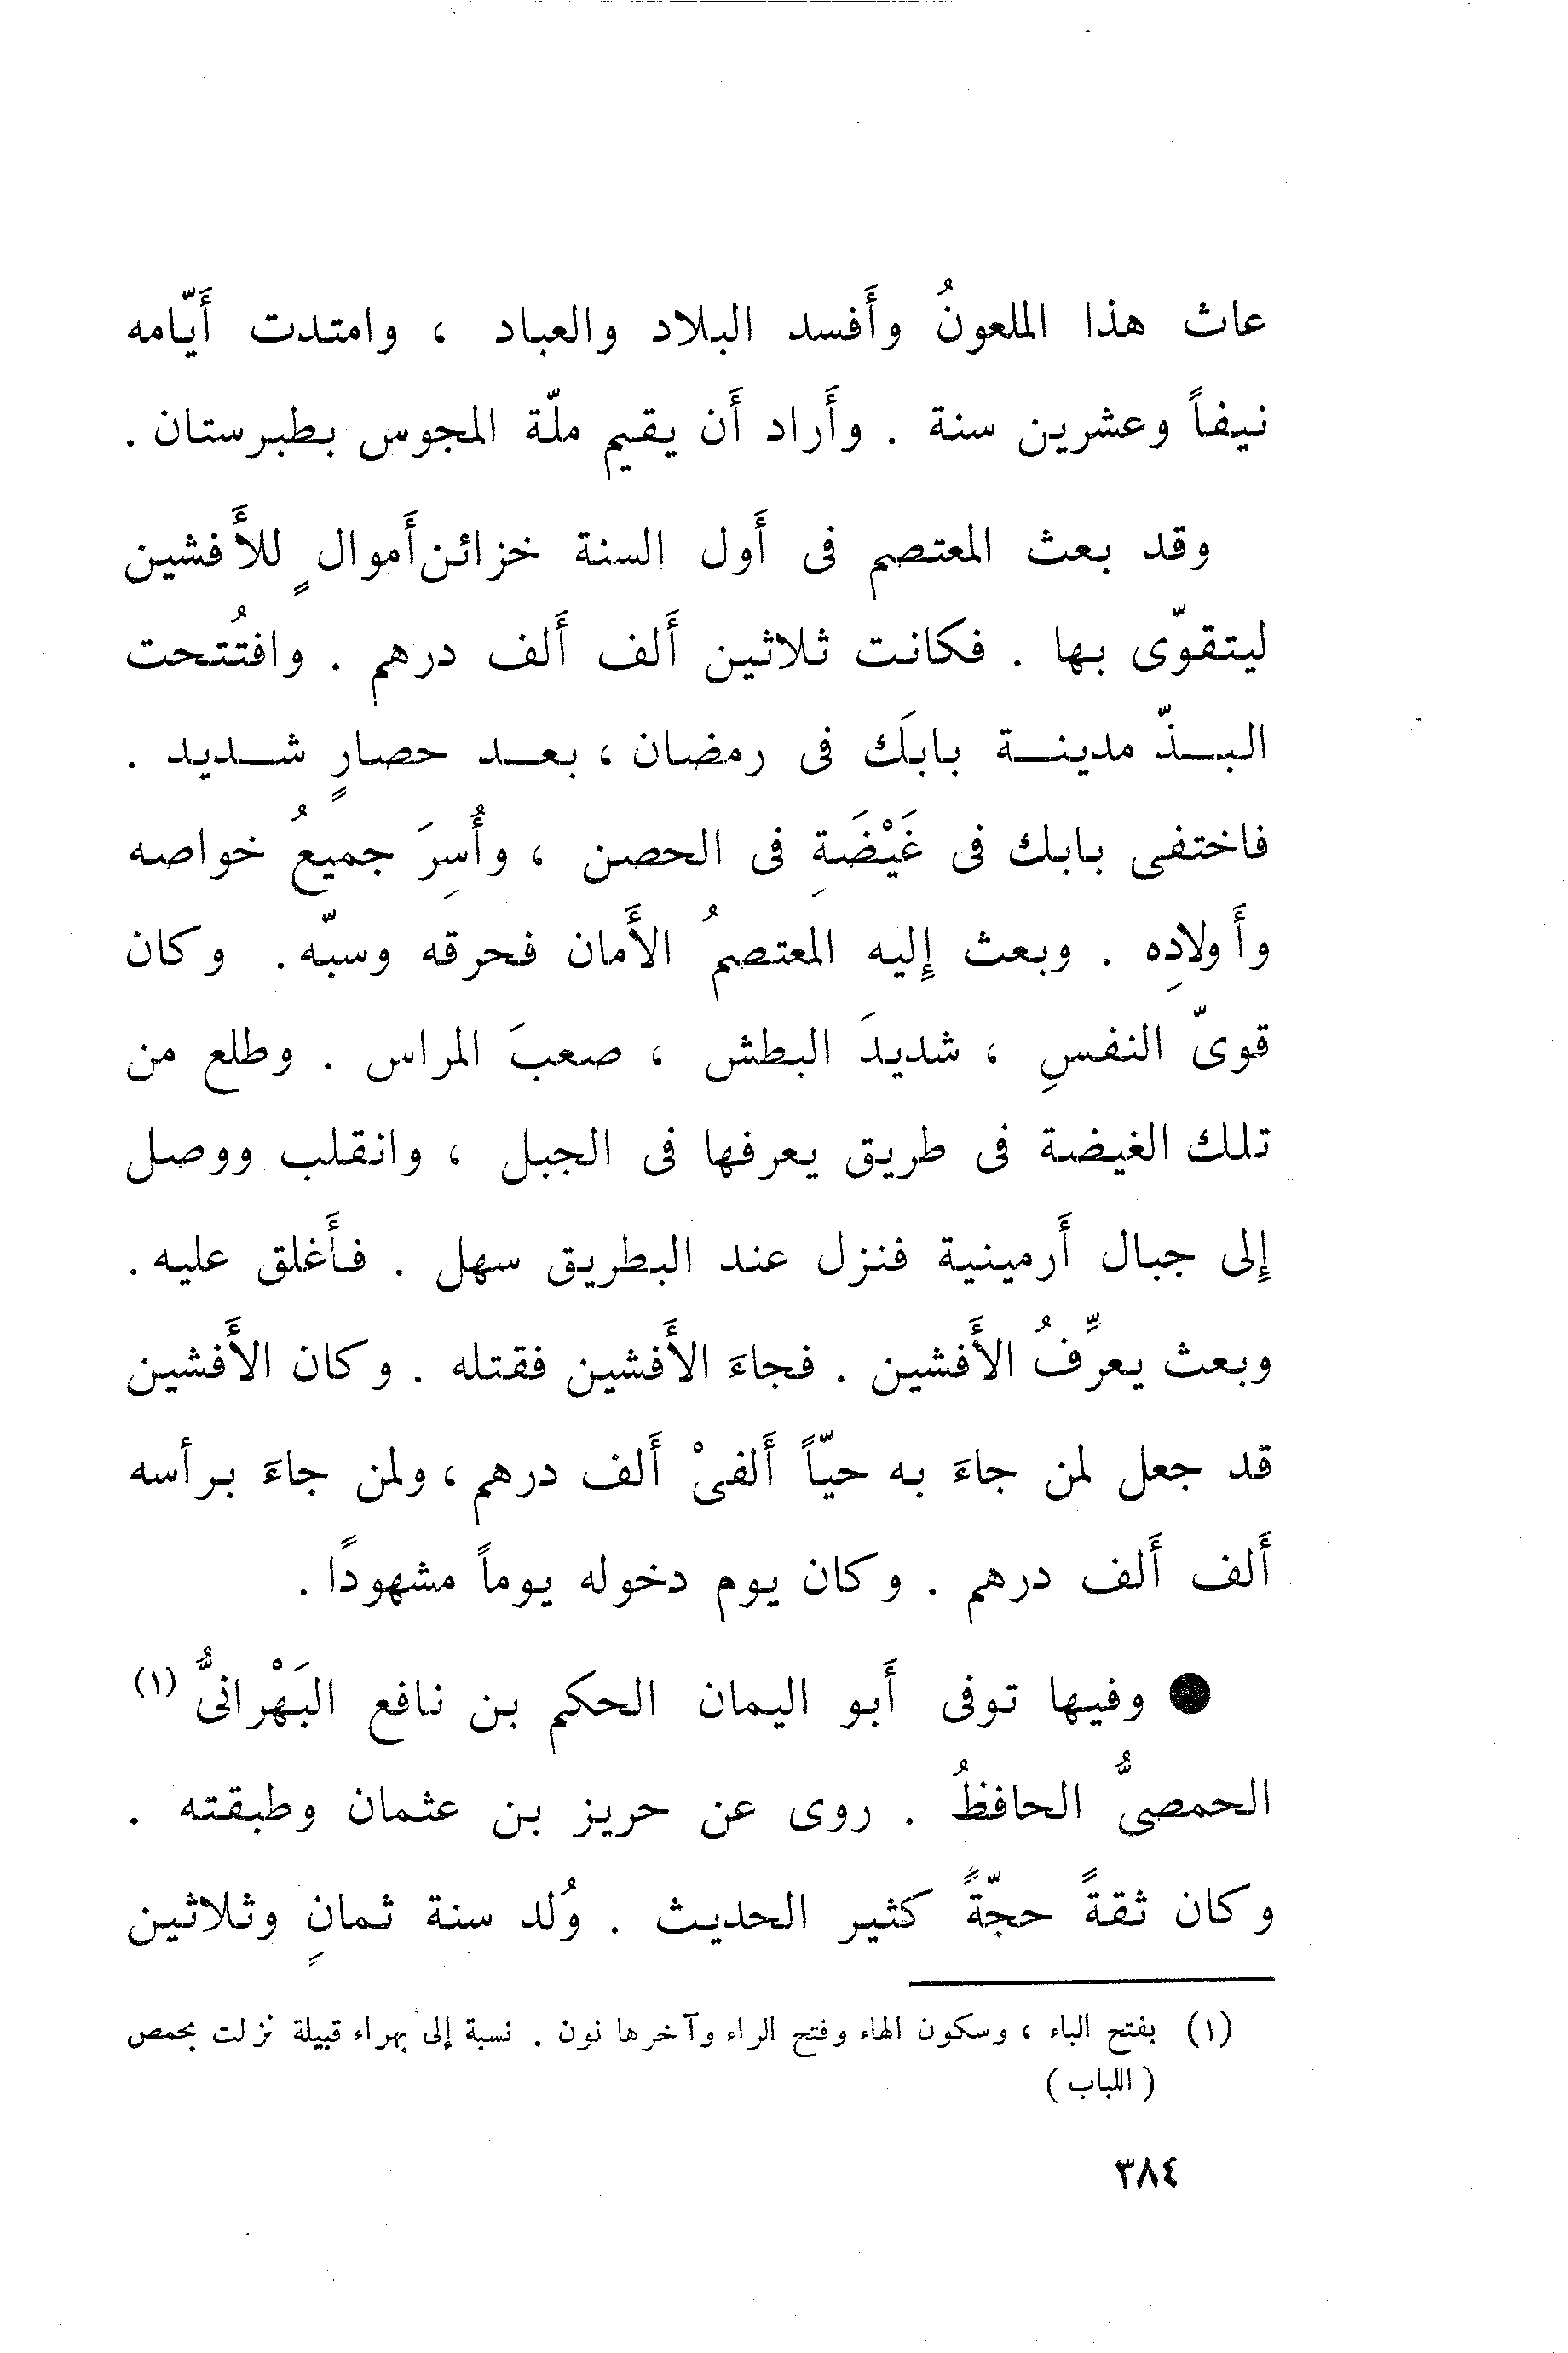 عاث هذا الملعونُ وأَفسد البلاد والعباد ، وامتدت أَيّامه
نيفاً وعشرين سنة . وأَراد أَن يقيم ملّة المجوس بطبرستان .
وقد بعث المعتصم فى أَول السنة خزائن أَموالٍ للأَفشين
ليتقوّى بها . فكانت ثلاثين أَلف أَلف درهم . وافتُتحت
البذّ مدينة بابَك فى رمضان ، بعد حصارٍ شديد .
فاختفى بابك فى غَيْضَةِ فى الحصن ، وأُسِرَ جميعُ خواصه
وأَولادِه . وبعث إِليه المعتصمُ الأَمان فحرقه وسبّه . وكان
قوىّ النفسِ ، شديدَ البطش ، صعبَ المراس . وطلع من
تلك الغيضة فى طريق يعرفها فى الجبل ، وانقلب ووصل
إِلى جبال أَرمينية فنزل عند البطريق سهل . فأَغلق عليه .
وبعث يعرِّفُ الأَفشين . فجاءَ الأَفشين فقتله . وكان الأَفشين
قد جعل لمن جاءَ به حيّاً أَلفىْ أَلف درهم ، ولمن جاءَ برأسه
أَلف أَلف درهم . وكان يوم دخوله يوماً مشهودًا .
● وفيها توفى أَبو اليمان الحكم بن نافع البَهْرانىُّ (١)
الحمصىُّ الحافظُ . روى عن حريز بن عثمان وطبقته .
وكان ثقةً حجّةً كثير الحديث . وُلد سنة ثمانٍ وثلاثين
(١) بفتح الباء ، وسكون الهاء وفتح الراء وآخرها نون . نسبة إلى بهراء قبيلة نزلت بحمص
( اللباب )
٣٨٤